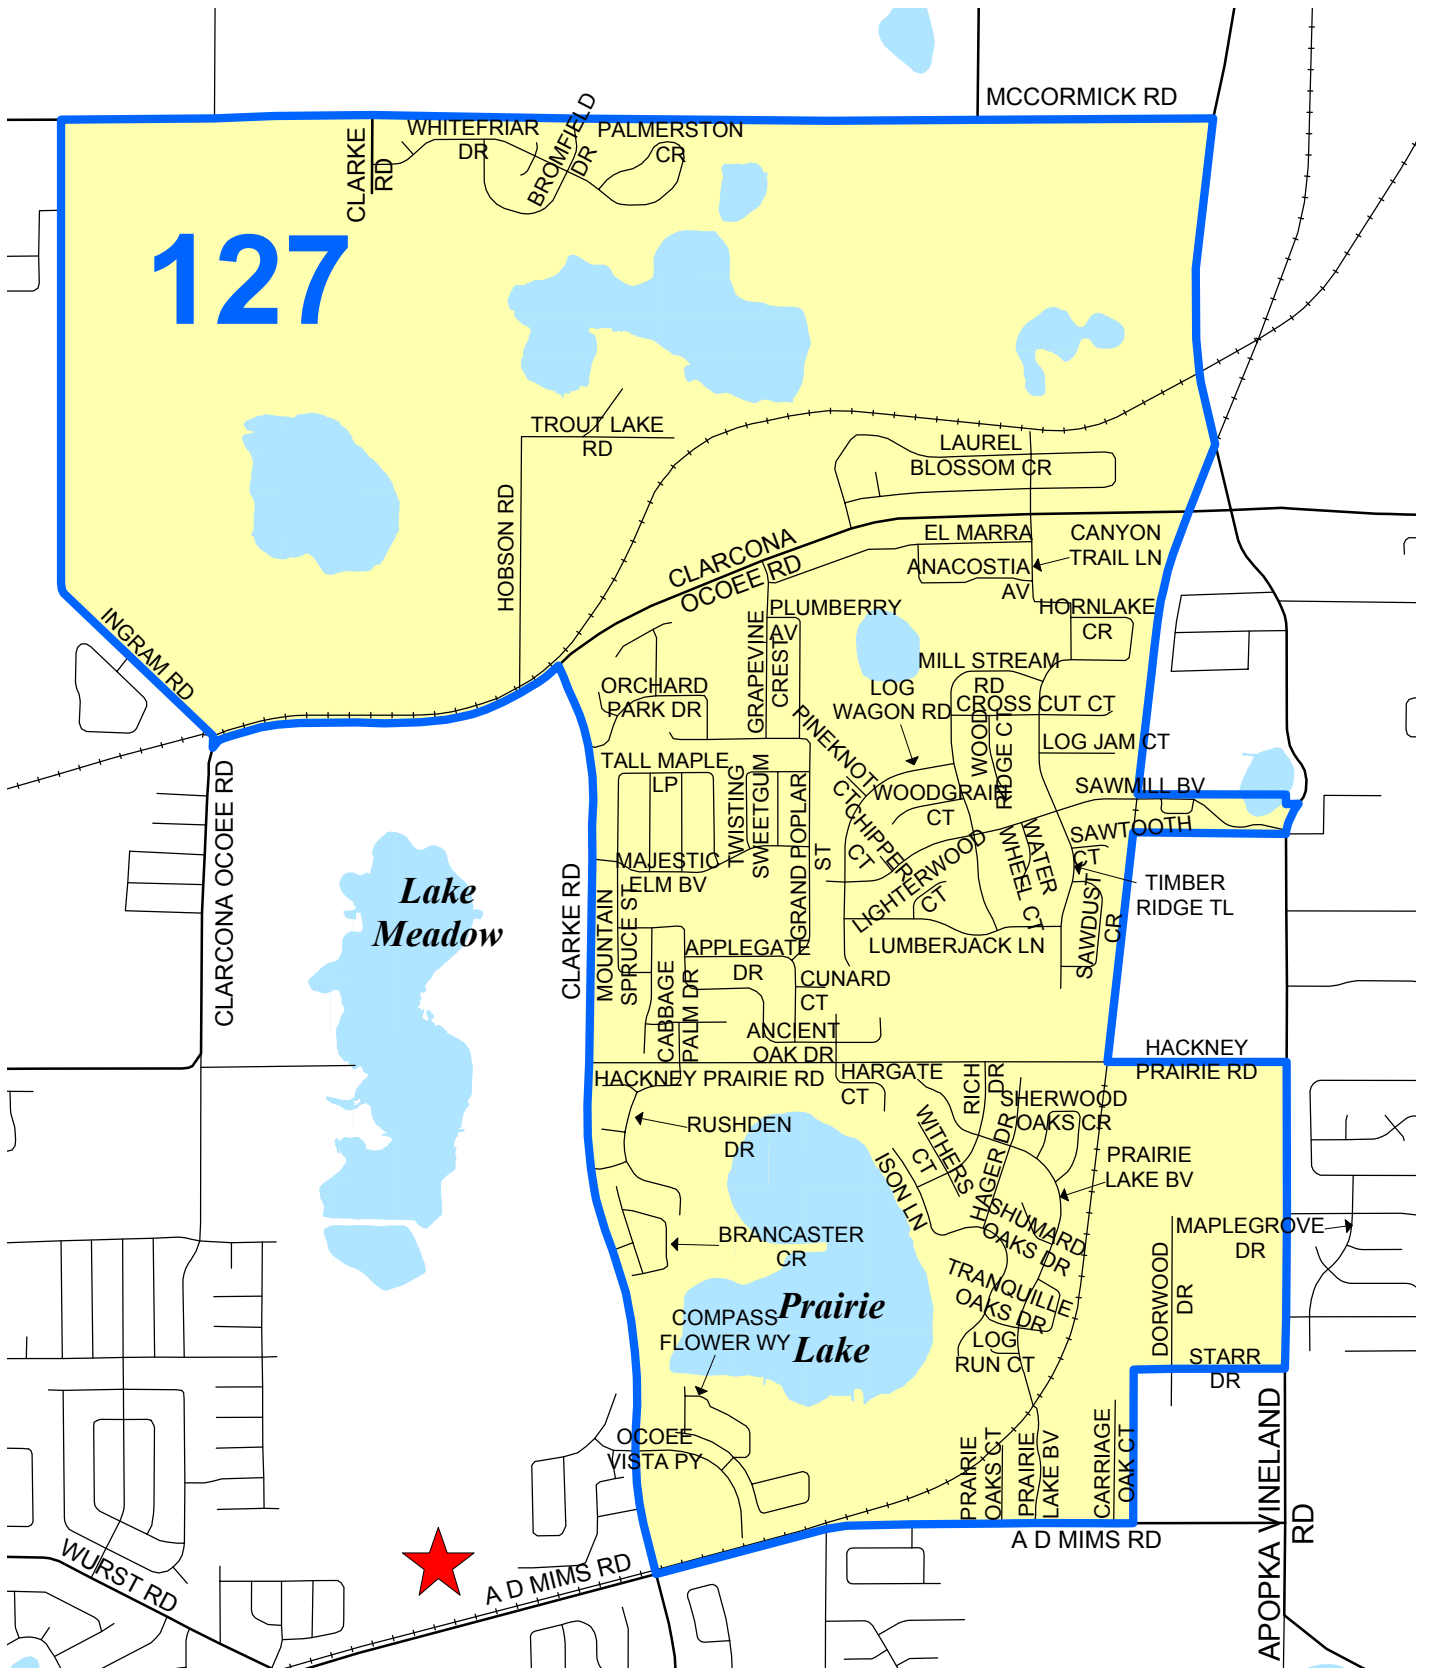 MCCORMICK RD
WHITEFRIAR
DR
BROMFIELD
DR
PALMERSTON
CR
CLARKE
RD
127
TROUT LAKE
RD
LAUREL
BLOSSOM CR
HOBSON RD
CLARCONA
OCOEE RD
EL MARRA
CANYON
TRAIL LN
ANACOSTIA
AV
INGRAM RD
PLUMBERRY
AV
HORNLAKE
CR
GRAPEVINE
CREST
MILL STREAM
RD
ORCHARD
PARK DR
LOG
WAGON RD
CROSS CUT CT
PINEKNOT
CT
WOOD
RIDGE CT
LOG JAM CT
TALL MAPLE
LP
TWISTING
SWEETGUM
WOODGRAIN
CT
SAWMILL BV
CLARCONA OCOEE RD
GRAND POPLAR
ST
CHIPPER
CT
WATER
WHEEL CT
SAWTOOTH
CT
MAJESTIC
ELM BV
LIGHTERWOOD
CT
TIMBER
RIDGE TL
Lake
Meadow
CLARKE RD
MOUNTAIN
SPRUCE ST
SAWDUST
CR
LUMBERJACK LN
APPLEGATE
DR
CABBAGE
PALM DR
CUNARD
CT
ANCIENT
OAK DR
HACKNEY
PRAIRIE RD
HACKNEY PRAIRIE RD
HARGATE
CT
RICH
DR
SHERWOOD
OAKS CR
RUSHDEN
DR
WITHERS
CT
HAGER DR
PRAIRIE
LAKE BV
ISON LN
SHUMARD
OAKS DR
MAPLEGROVE
DR
BRANCASTER
CR
DORWOOD
DR
TRANQUILLE
OAKS DR
Prairie
Lake
COMPASS
FLOWER WY
LOG
RUN CT
STARR
DR
OCOEE
VISTA PY
PRAIRIE
OAKS CT
PRAIRIE
LAKE BV
CARRIAGE
OAK CT
APOPKA VINELAND
RD
A D MIMS RD
WURST RD
A D MIMS RD